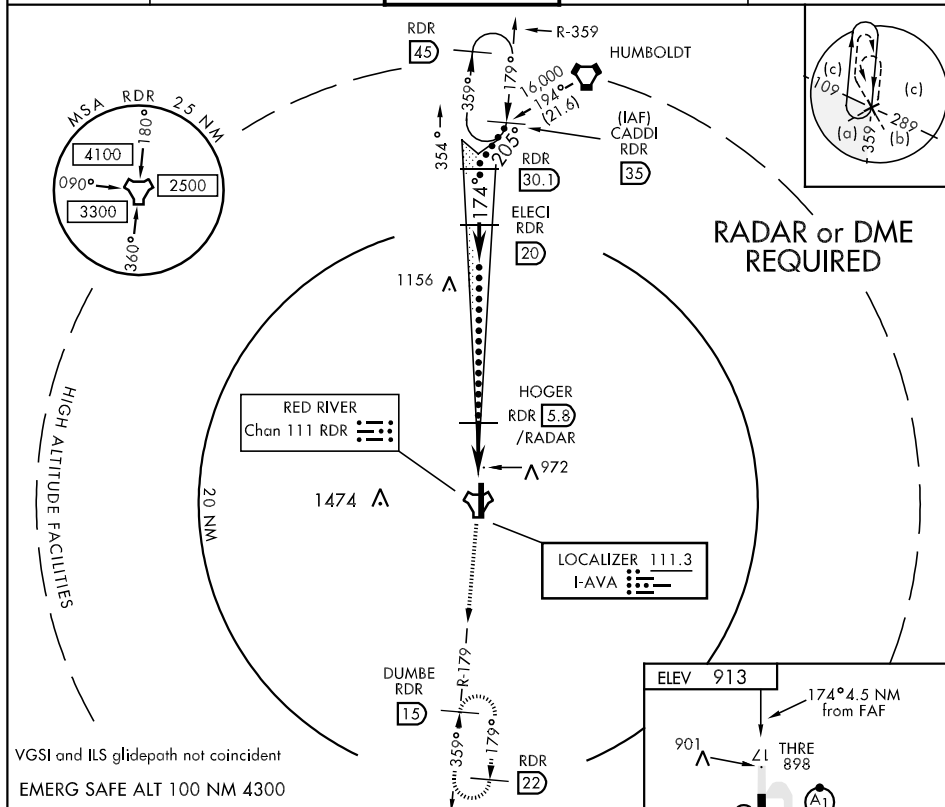 RDR
45
R-359
HUMBOLDT
16,000
194°
(21.6)
359°
179°
354°
205°
(IAF)
CADDI
RDR
35
RDR
30.1
174°
ELECI
RDR
20
(c)
109
(c)
(a)
359
289
(b)
MSA RDR 25 NM
180°
4100
090°
2500
3300
360°
RADAR or DME
REQUIRED
1156
HOGER
RDR 5.8
/RADAR
RED RIVER
Chan 111 RDR
972
1474
HIGH ALTITUDE FACILITIES
20 NM
LOCALIZER 111.3
I-AVA
R-179
DUMBE
RDR
15
359°
179°
RDR
22
VGSI and ILS glidepath not coincident
EMERG SAFE ALT 100 NM 4300
ELEV 913
174° 4.5 NM
from FAF
901
17
THRE
898
A1